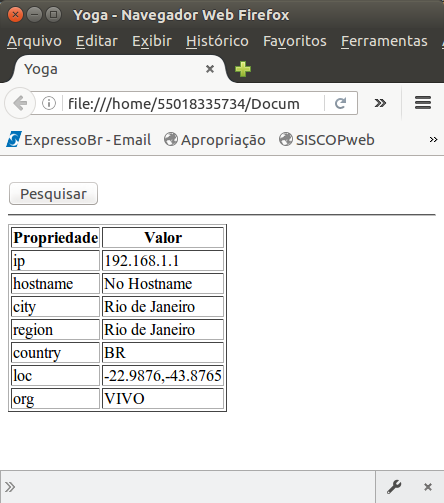 Yoga - Navegador Web Firefox
Arquivo Editar Exibir Histórico Favoritos Ferramentas
Yoga
file:///home/55018335734/Docum
ExpressoBr - Email Apropriação SISCOPweb
Pesquisar
Propriedade Valor
ip 192.168.1.1
hostname No Hostname
city Rio de Janeiro
region Rio de Janeiro
country BR
loc -22.9876,-43.8765
org VIVO